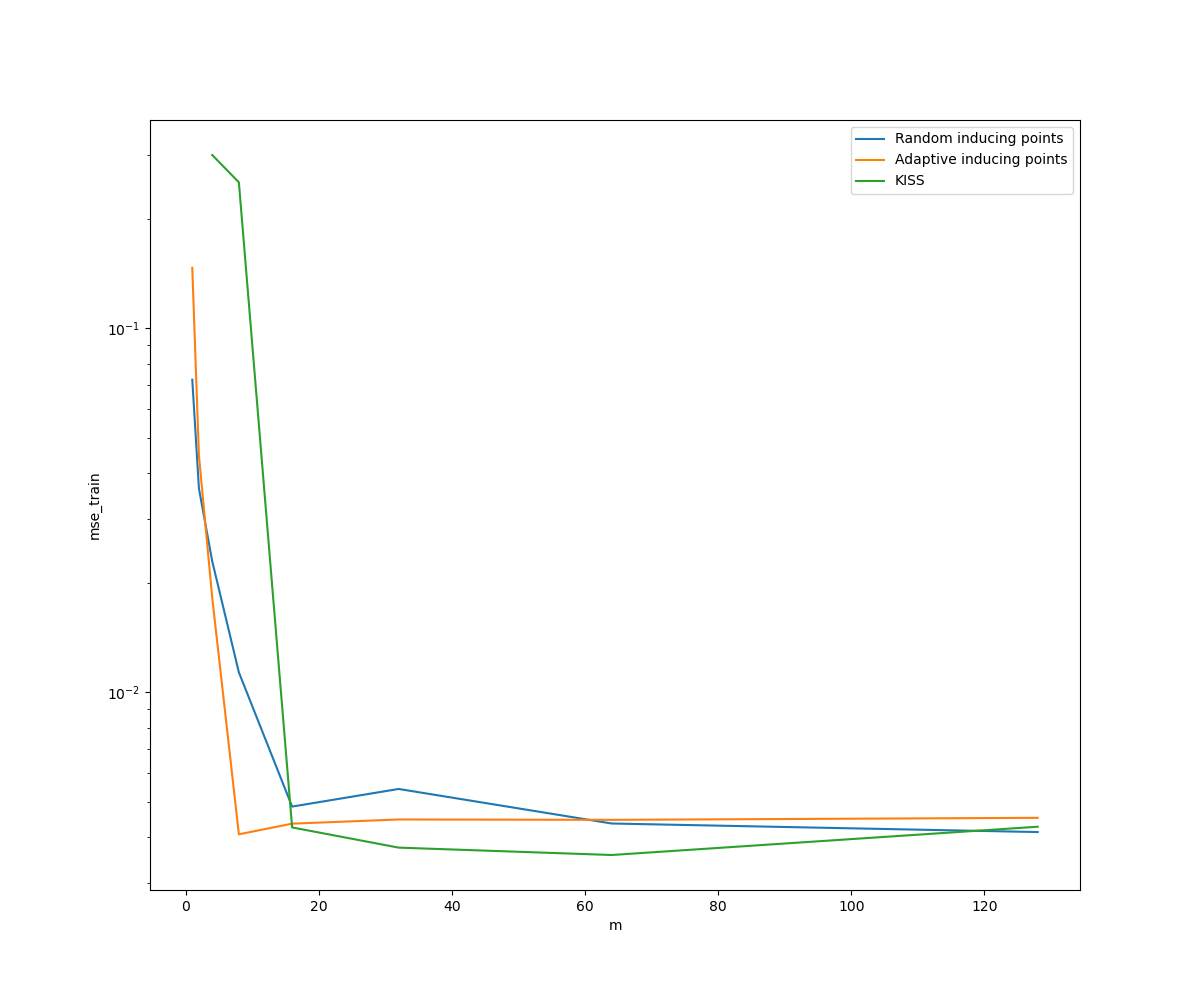 Random inducing points
Adaptive inducing points
KISS
10⁻¹
10⁻²
mse_train
0 20 40 60 80 100 120
m